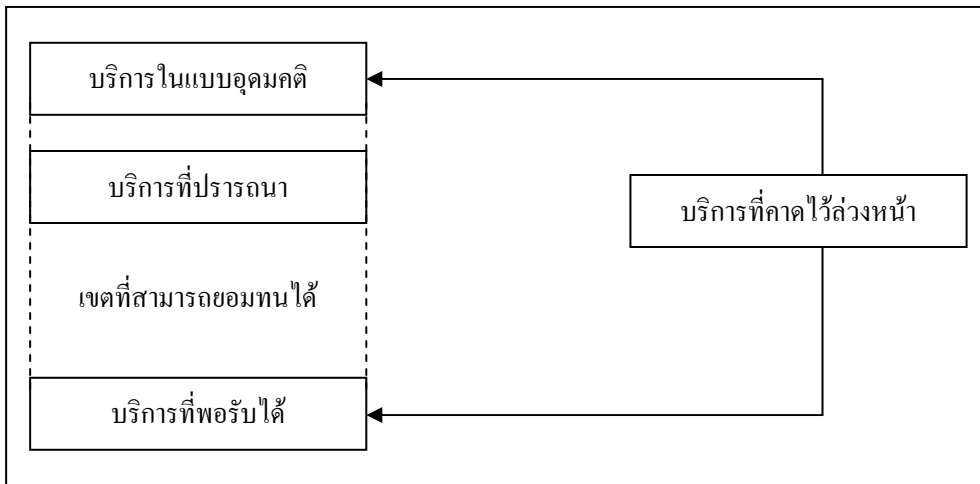 บริการในแบบอุดมคติ
บริการที่ปรารถนา
บริการที่คาดไว้ล่วงหน้า
เขตที่สามารถยอมทนได้
บริการที่พอรับได้